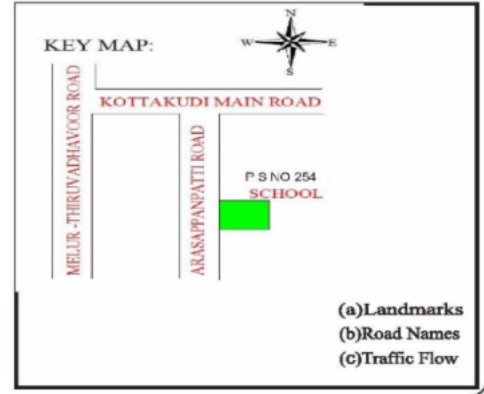 N
KEY MAP:
W
E
S
KOTTAKUDI MAIN ROAD
MELUR -THIRUVADHAVOOR ROAD
ARASAPPANPATTI ROAD
P S NO 254
SCHOOL
(a)Landmarks
(b)Road Names
(c)Traffic Flow